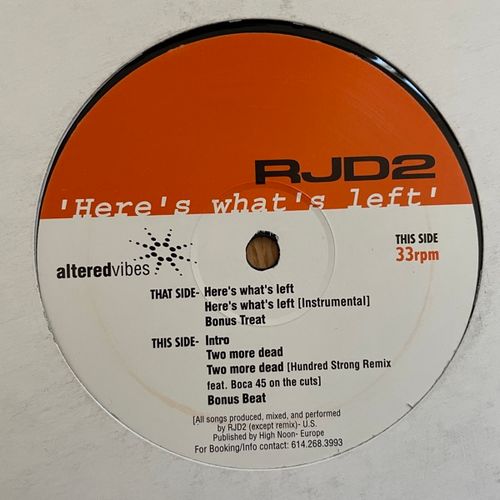 RJD2
'Here's what's left'
alteredvibes
THIS SIDE
33rpm
THAT SIDE- Here's what's left
Here's what's left [Instrumental]
Bonus Treat
THIS SIDE- Intro
Two more dead
Two more dead [Hundred Strong Remix
feat. Boca 45 on the cuts]
Bonus Beat
[All songs produced, mixed, and performed
by RJD2 (except remix)- U.S.
Published by High Noon- Europe
For Booking/Info contact: 614.268.3993